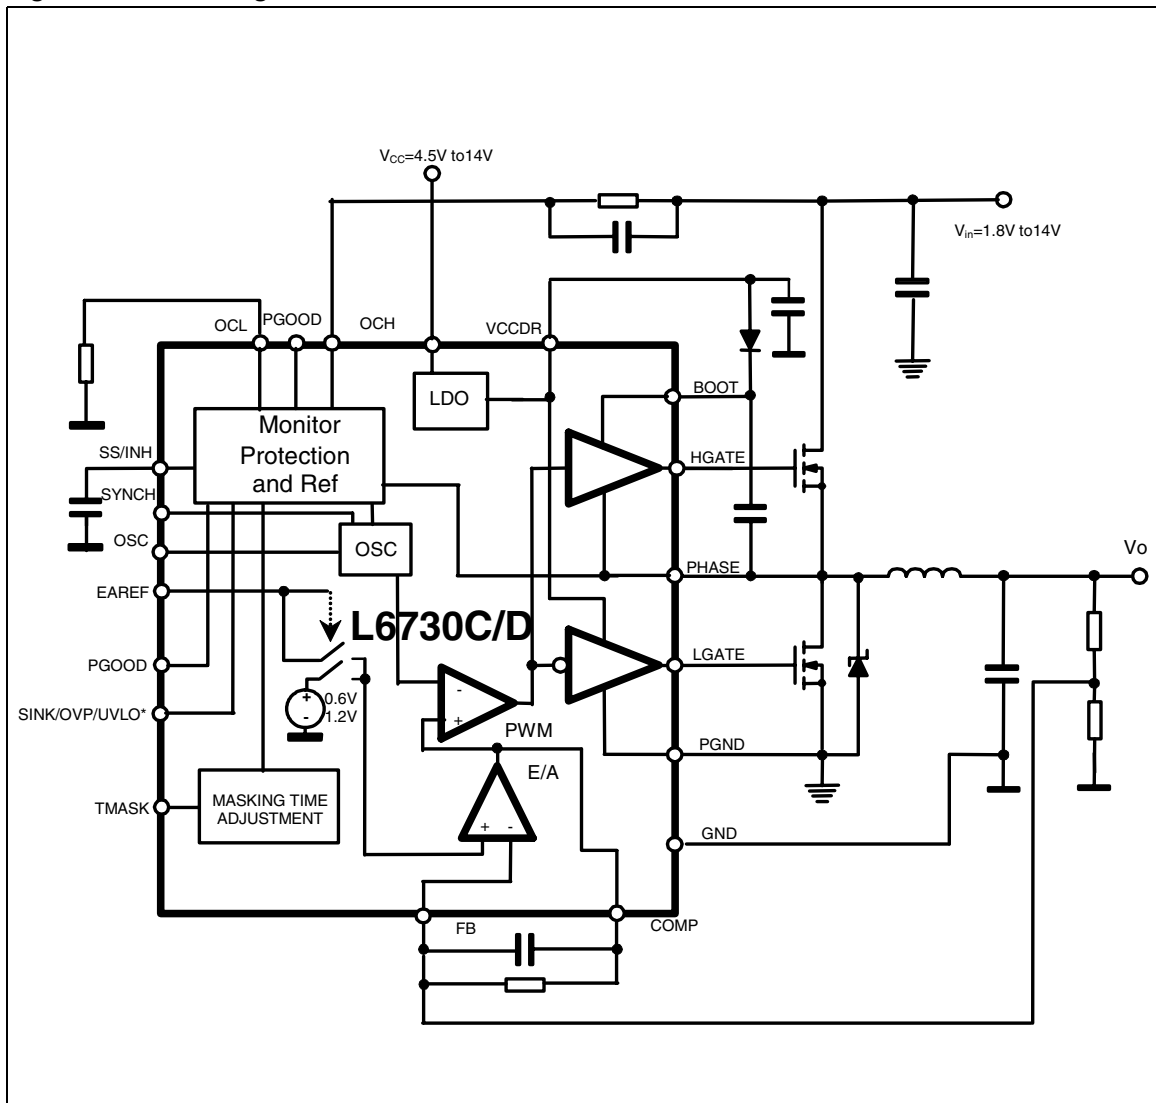 V_CC=4.5V to14V
V_in=1.8V to14V
OCL
PGOOD
OCH
VCCDR
LDO
BOOT
Monitor
Protection
and Ref
HGATE
SS/INH
SYNCH
OSC
OSC
PHASE
Vo
EAREF
L6730C/D
PGOOD
LGATE
SINK/OVP/UVLO*
+
-
0.6V
1.2V
-
+
PWM
PGND
E/A
TMASK
MASKING TIME
ADJUSTMENT
+ -
GND
FB
COMP